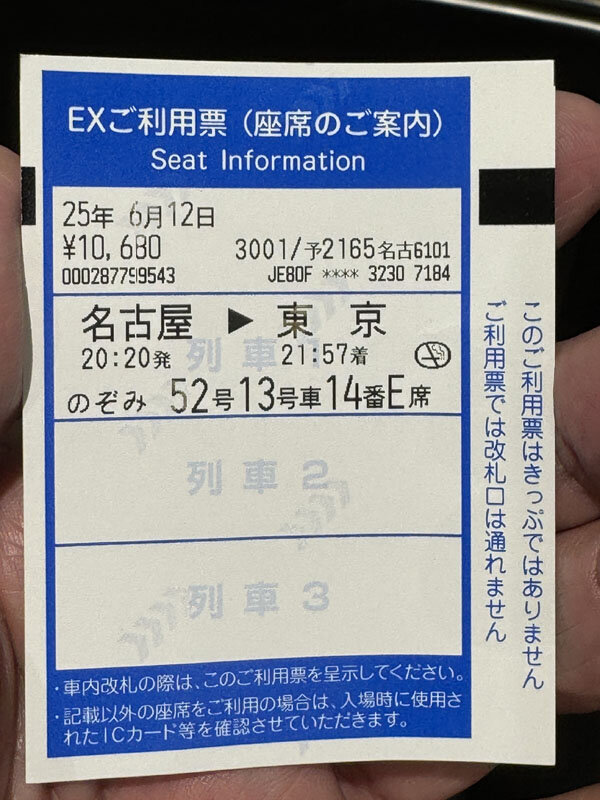 EXご利用票（座席のご案内）
Seat Information
25年 6月12日
¥10,680 3001/予2165名古6101
000287799543 JE80F **** 3230 7184
名古屋 ▶ 東 京
20:20発 21:57着
のぞみ 52号13号車14番E席
列車1
列車2
列車3
・車内改札の際は、このご利用票を呈示してください。
・記載以外の座席をご利用の場合は、入場時に使用さ
れたICカード等を確認させていただきます。
このご利用票はきっぷではありません
ご利用票では改札口は通れません